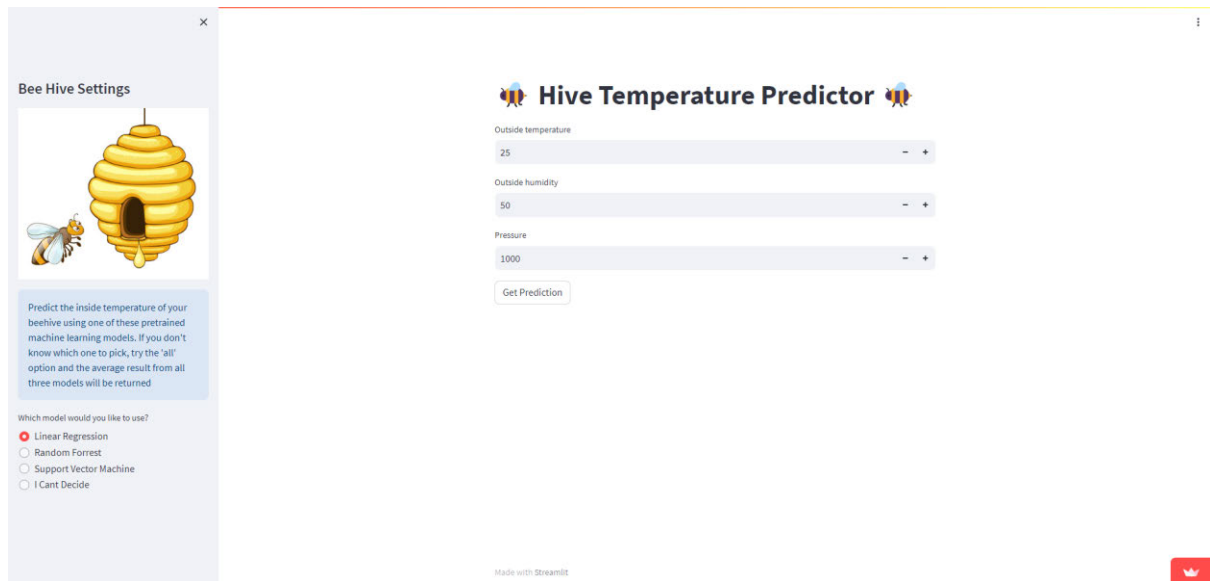 Bee Hive Settings
Predict the inside temperature of your
beehive using one of these pretrained
machine learning models. If you don't
know which one to pick, try the 'all'
option and the average result from all
three models will be returned
Which model would you like to use?
Linear Regression
Random Forrest
Support Vector Machine
I Cant Decide
Hive Temperature Predictor
Outside temperature
25
Outside humidity
50
Pressure
1000
Get Prediction
Made with Streamlit